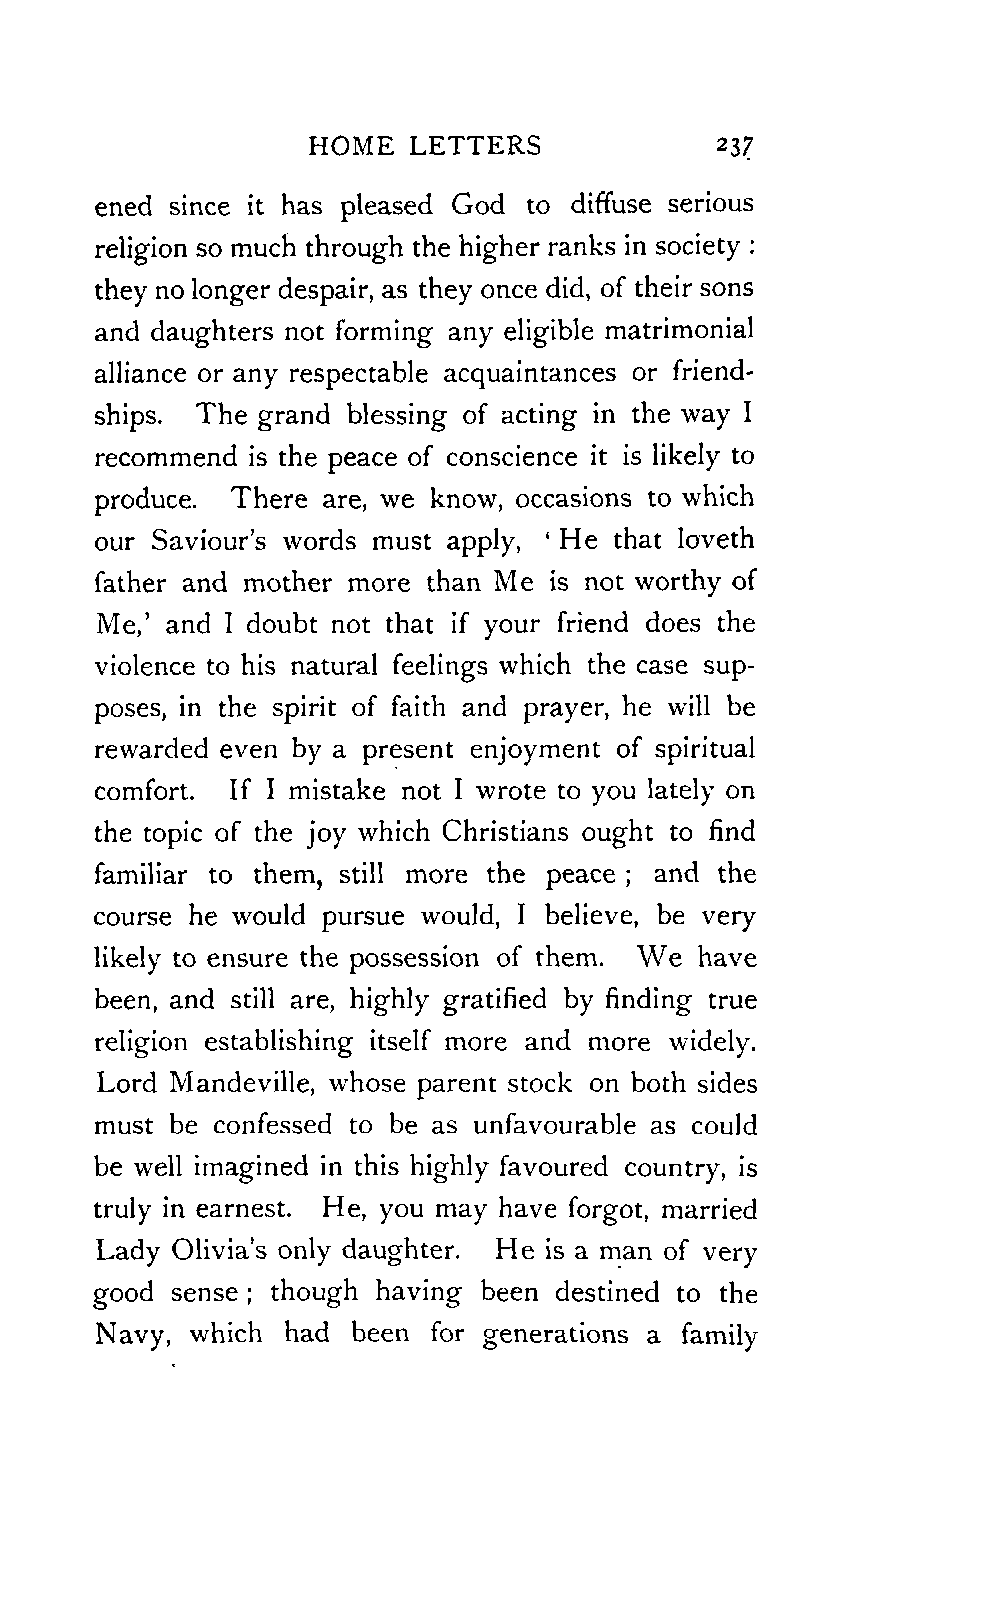 HOME LETTERS 237
ened since it has pleased God to diffuse serious
religion so much through the higher ranks in society :
they no longer despair, as they once did, of their sons
and daughters not forming any eligible matrimonial
alliance or any respectable acquaintances or friend-
ships. The grand blessing of acting in the way I
recommend is the peace of conscience it is likely to
produce. There are, we know, occasions to which
our Saviour's words must apply, ‘ He that loveth
father and mother more than Me is not worthy of
Me,’ and I doubt not that if your friend does the
violence to his natural feelings which the case sup-
poses, in the spirit of faith and prayer, he will be
rewarded even by a present enjoyment of spiritual
comfort. If I mistake not I wrote to you lately on
the topic of the joy which Christians ought to find
familiar to them, still more the peace ; and the
course he would pursue would, I believe, be very
likely to ensure the possession of them. We have
been, and still are, highly gratified by finding true
religion establishing itself more and more widely.
Lord Mandeville, whose parent stock on both sides
must be confessed to be as unfavourable as could
be well imagined in this highly favoured country, is
truly in earnest. He, you may have forgot, married
Lady Olivia's only daughter. He is a man of very
good sense ; though having been destined to the
Navy, which had been for generations a family